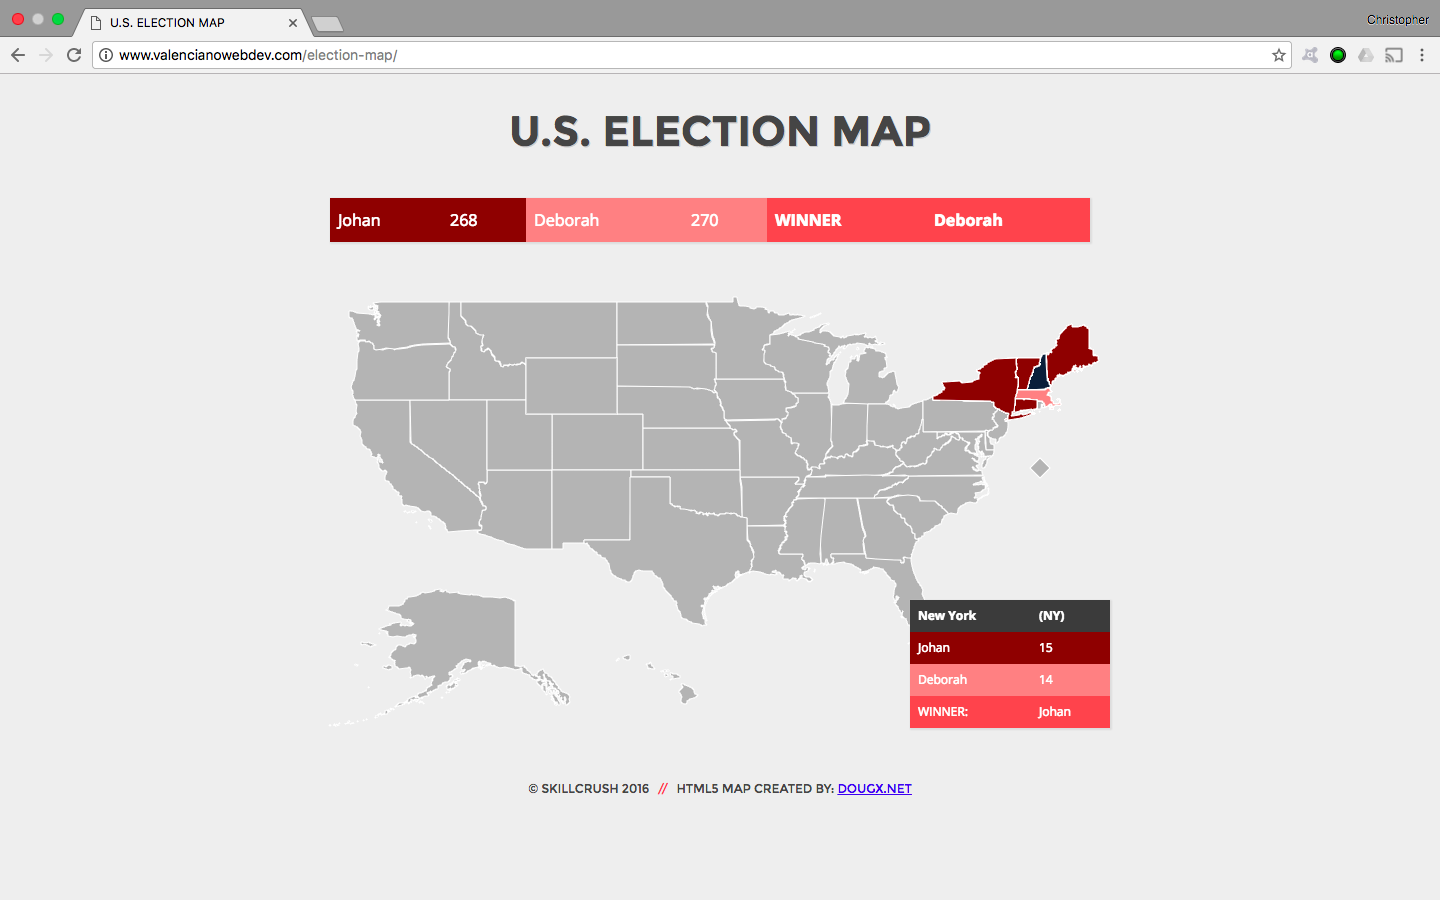 U.S. ELECTION MAP
Christopher
www.valencianowebdev.com/election-map/
U.S. ELECTION MAP
Johan 268 Deborah 270 WINNER Deborah
New York (NY)
Johan 15
Deborah 14
WINNER: Johan
© SKILLCRUSH 2016 // HTML5 MAP CREATED BY: DOUGX.NET